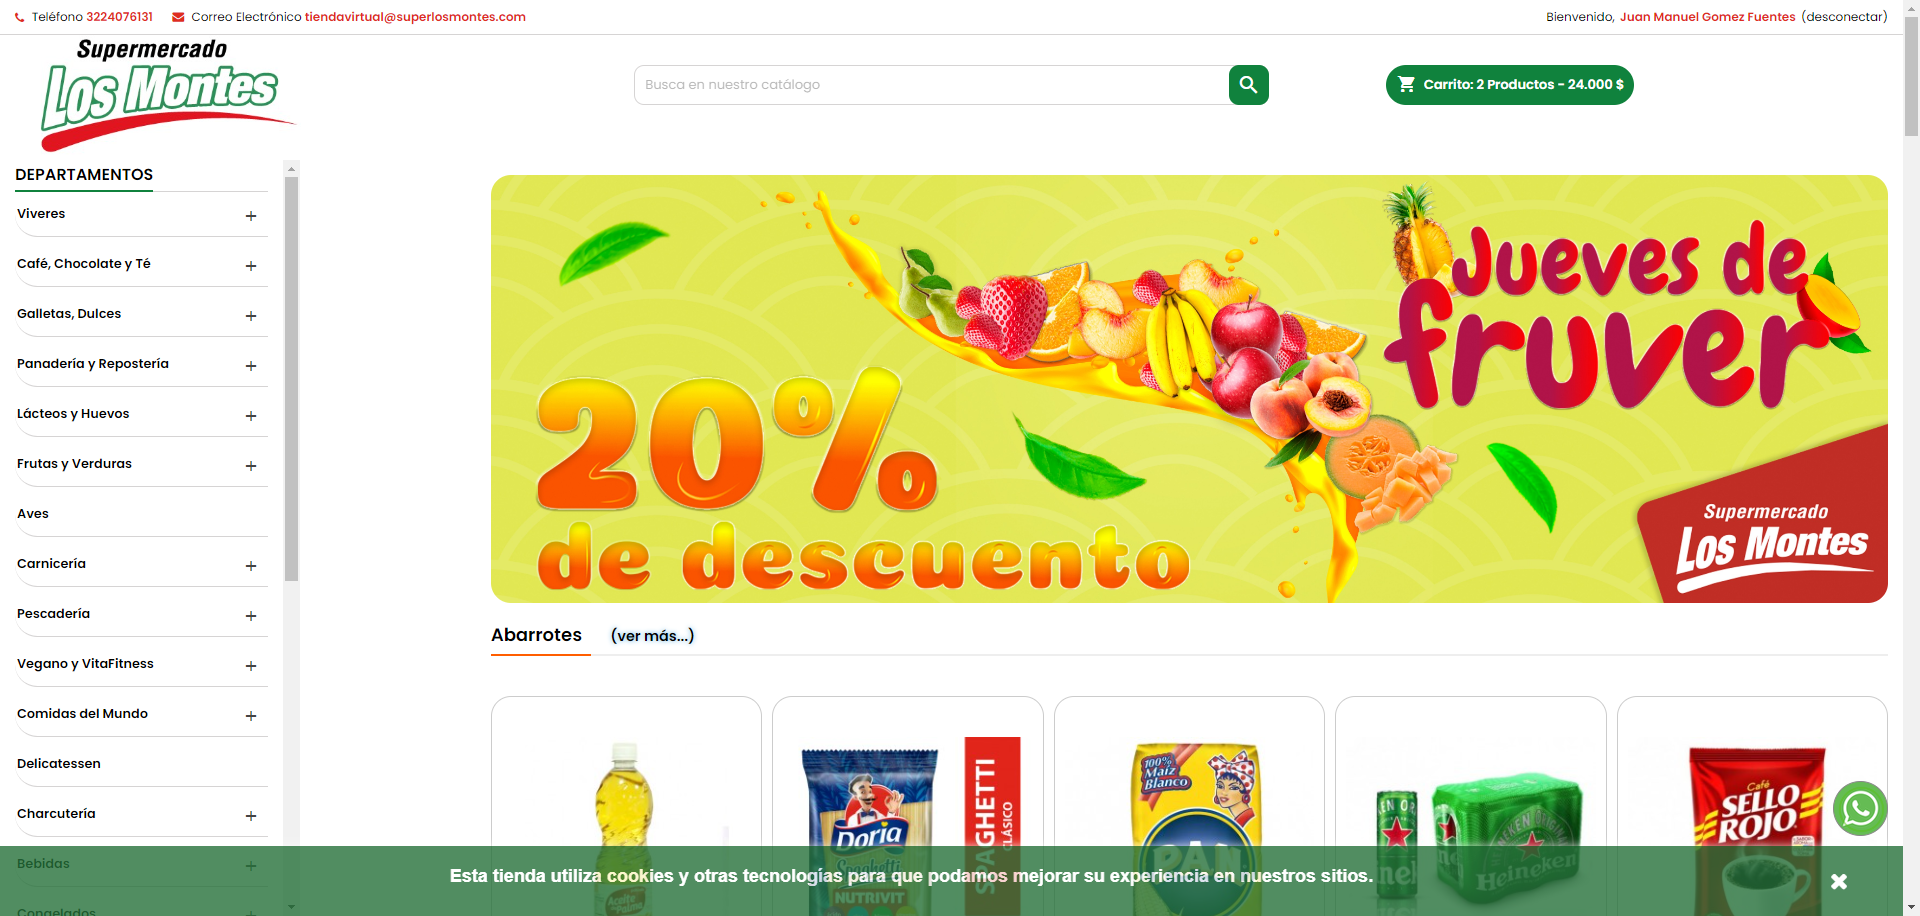 Teléfono 3224076131 Correo Electrónico tiendavirtual@superlosmontes.com
Bienvenido, Juan Manuel Gomez Fuentes (desconectar)
Supermercado
Los Montes
Busca en nuestro catálogo
Carrito: 2 Productos - 24.000 $
DEPARTAMENTOS
Viveres
Café, Chocolate y Té
Galletas, Dulces
Panadería y Repostería
Lácteos y Huevos
Frutas y Verduras
Aves
Carnicería
Pescadería
Vegano y VitaFitness
Comidas del Mundo
Delicatessen
Charcutería
Bebidas
Congelados
Jueves de
fruver
20%
de descuento
Supermercado
Los Montes
Abarrotes (ver más...)
Aceite
de Palma
Doria
Spaghetti
NUTRIVIT
SPAGHETTI
CLÁSICO
100%
Maíz
Blanco
PAN
Heineken
Café
SELLO
ROJO
Esta tienda utiliza cookies y otras tecnologías para que podamos mejorar su experiencia en nuestros sitios.